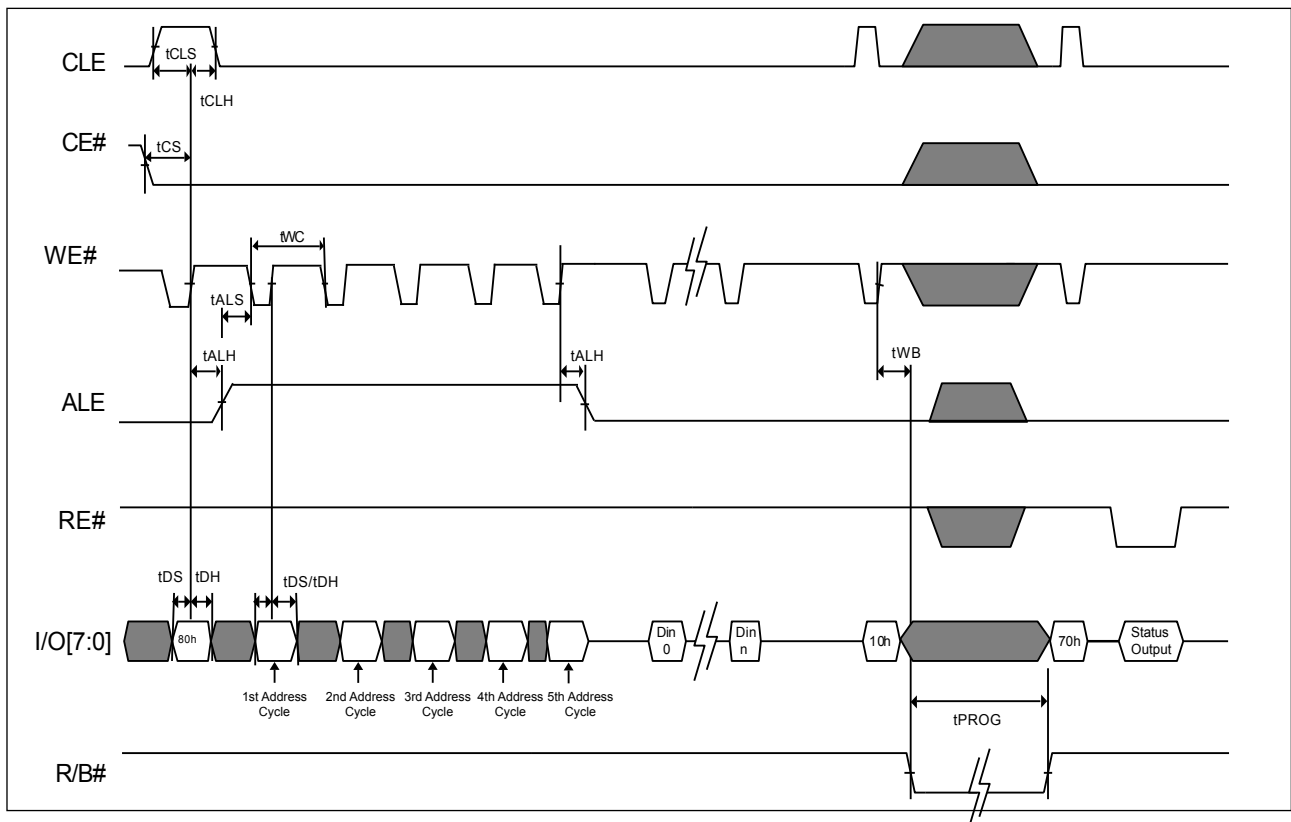 CLE
tCLS
tCLH
CE#
tCS
WE#
tWC
tALS
tALH
tALH
tWB
ALE
RE#
tDS
tDH
tDS/tDH
I/O[7:0]
80h
Din
0
Din
n
10h
70h
Status
Output
1st Address
Cycle
2nd Address
Cycle
3rd Address
Cycle
4th Address
Cycle
5th Address
Cycle
tPROG
R/B#